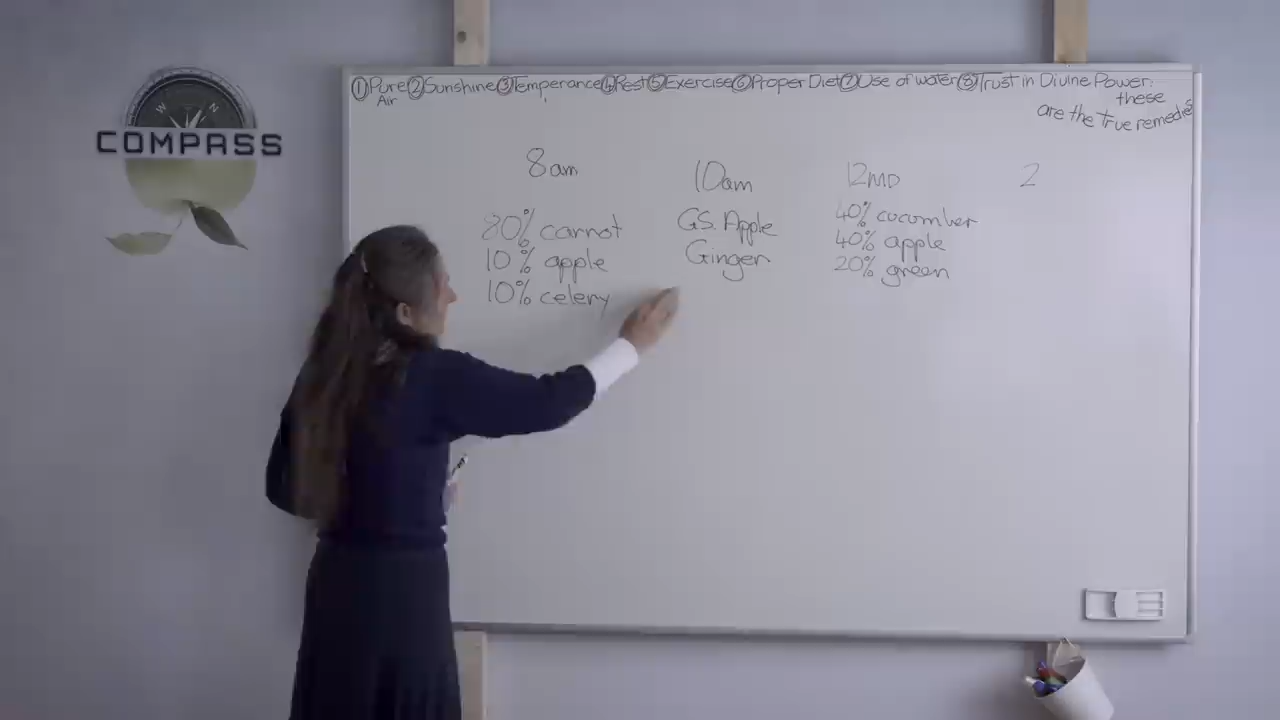 ①Pure ②Sunshine ③Temperance ④Rest ⑤Exercise ⑥Proper Diet ⑦Use of water ⑧Trust in Divine Power:
Air
these
are the true remedies
W N
COMPASS
8am
80% carrot
10% apple
10% celery
10am
G.S. Apple
Ginger
12MD
40% cucumber
40% apple
20% green
2